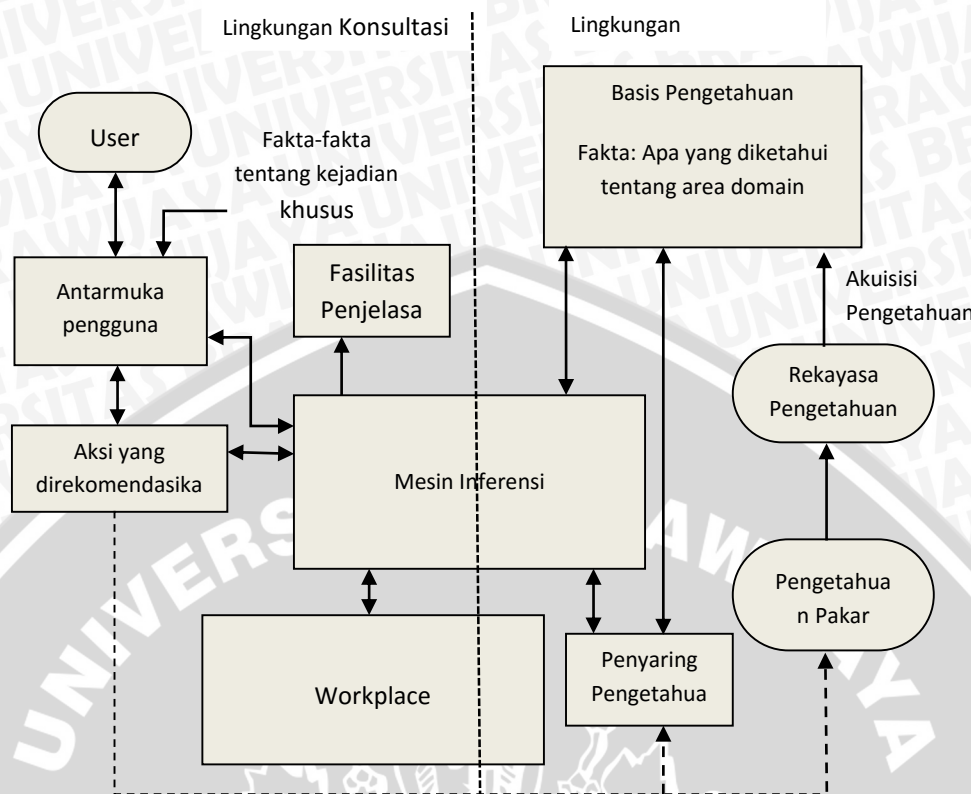 Lingkungan Konsultasi
Lingkungan
User
Fakta-fakta
tentang kejadian
khusus
Basis Pengetahuan
Fakta: Apa yang diketahui
tentang area domain
Antarmuka
pengguna
Fasilitas
Penjelasa
Akuisisi
Pengetahuan
Rekayasa
Pengetahuan
Aksi yang
direkomendasika
Mesin Inferensi
Pengetahua
n Pakar
Workplace
Penyaring
Pengetahua